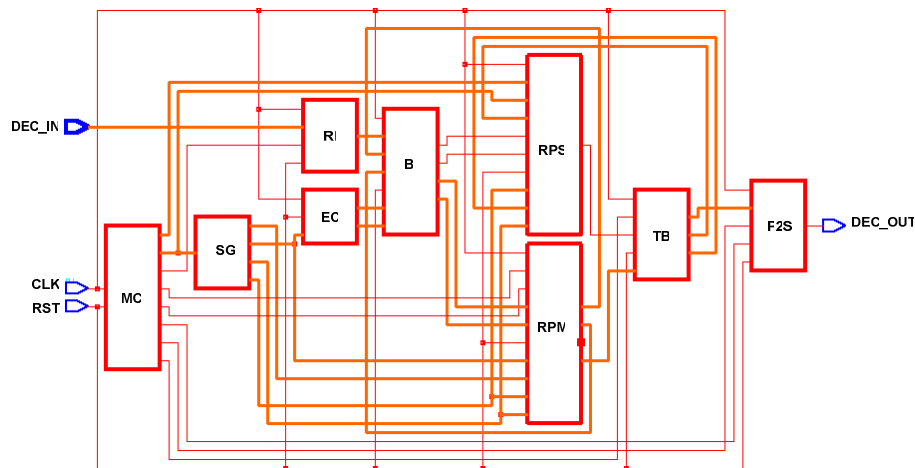 DEC_IN
RI
B
RPS
EC
MC
SG
TB
F2S
DEC_OUT
CLK
RST
RPM